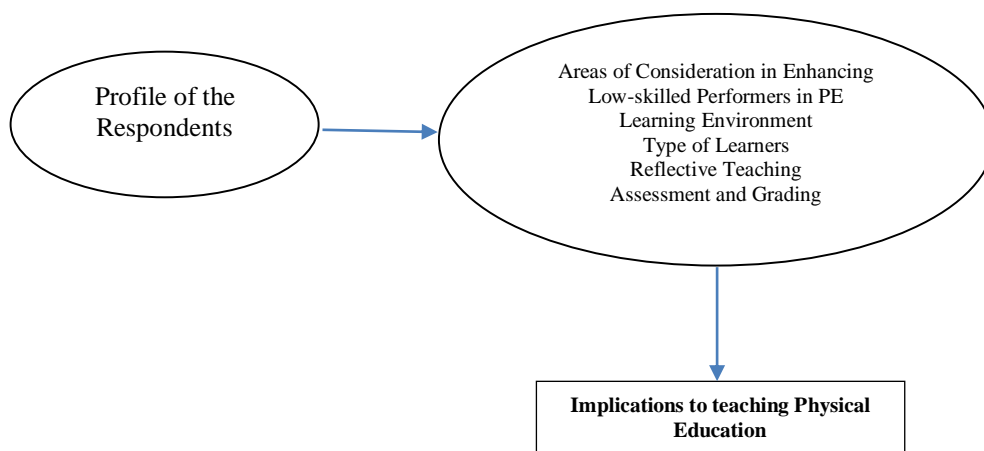 Profile of the
Respondents
Areas of Consideration in Enhancing
Low-skilled Performers in PE
Learning Environment
Type of Learners
Reflective Teaching
Assessment and Grading
Implications to teaching Physical
Education